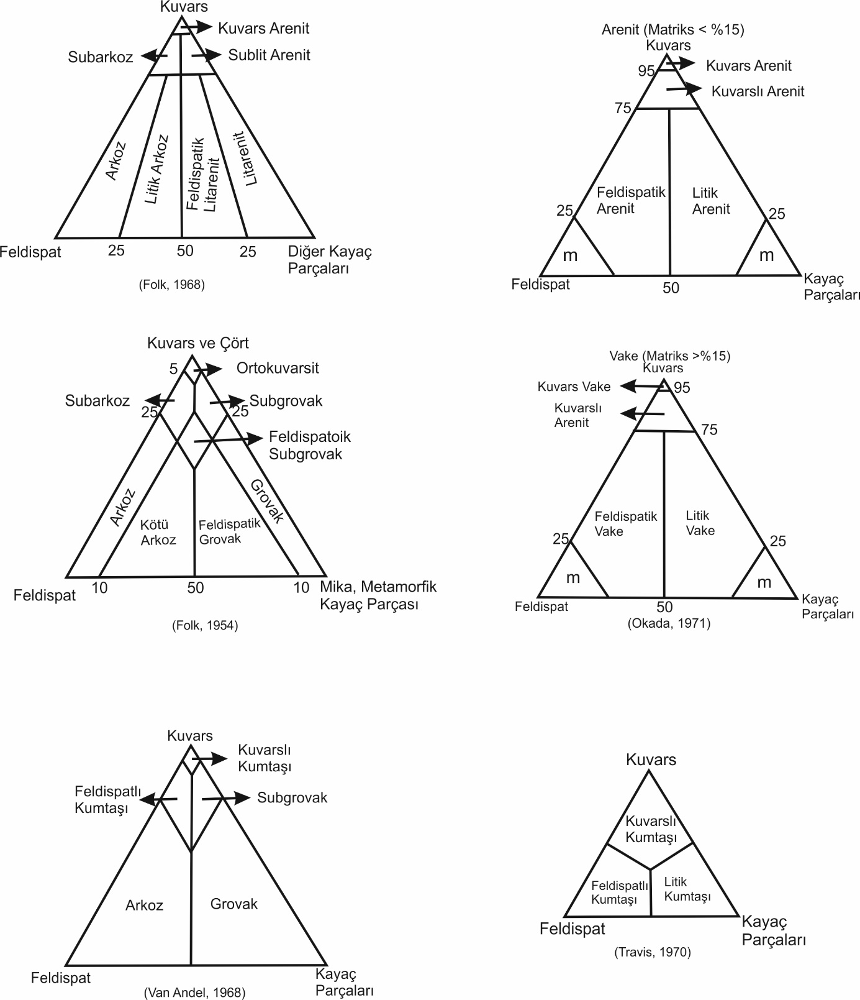 Kuvars
Kuvars Arenit
Subarkoz
Sublit Arenit
Arkoz
Litik Arkoz
Feldispatik
Litarenit
Litarenit
Feldispat
25
50
25
Diğer Kayaç
Parçaları
(Folk, 1968)
Arenit (Matriks < %15)
Kuvars
95
Kuvars Arenit
Kuvarslı Arenit
75
Feldispatik
Arenit
Litik
Arenit
25
25
m
m
Feldispat
50
Kayaç
Parçaları
Kuvars ve Çört
5
Ortokuvarsit
Subarkoz
Subgrovak
25
25
Feldispatoik
Subgrovak
Arkoz
Kötü
Arkoz
Feldispatik
Grovak
Grovak
Feldispat
10
50
10
Mika, Metamorfik
Kayaç Parçası
(Folk, 1954)
Vake (Matriks >%15)
Kuvars
Kuvars Vake
95
Kuvarslı
Arenit
75
Feldispatik
Vake
Litik
Vake
25
25
m
m
Feldispat
50
Kayaç
Parçaları
(Okada, 1971)
Kuvars
Kuvarslı
Kumtaşı
Feldispatlı
Kumtaşı
Subgrovak
Arkoz
Grovak
Feldispat
Kayaç
Parçaları
(Van Andel, 1968)
Kuvars
Kuvarslı
Kumtaşı
Feldispatlı
Kumtaşı
Litik
Kumtaşı
Feldispat
Kayaç
Parçaları
(Travis, 1970)